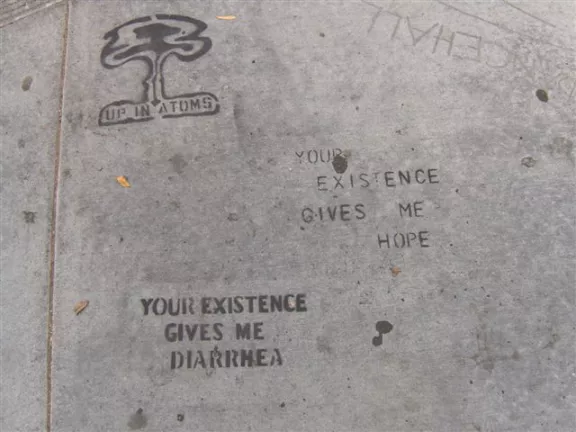 UP IN ATOMS
YOUR
EXISTENCE
GIVES ME
HOPE
YOUR EXISTENCE
GIVES ME
DIARRHEA